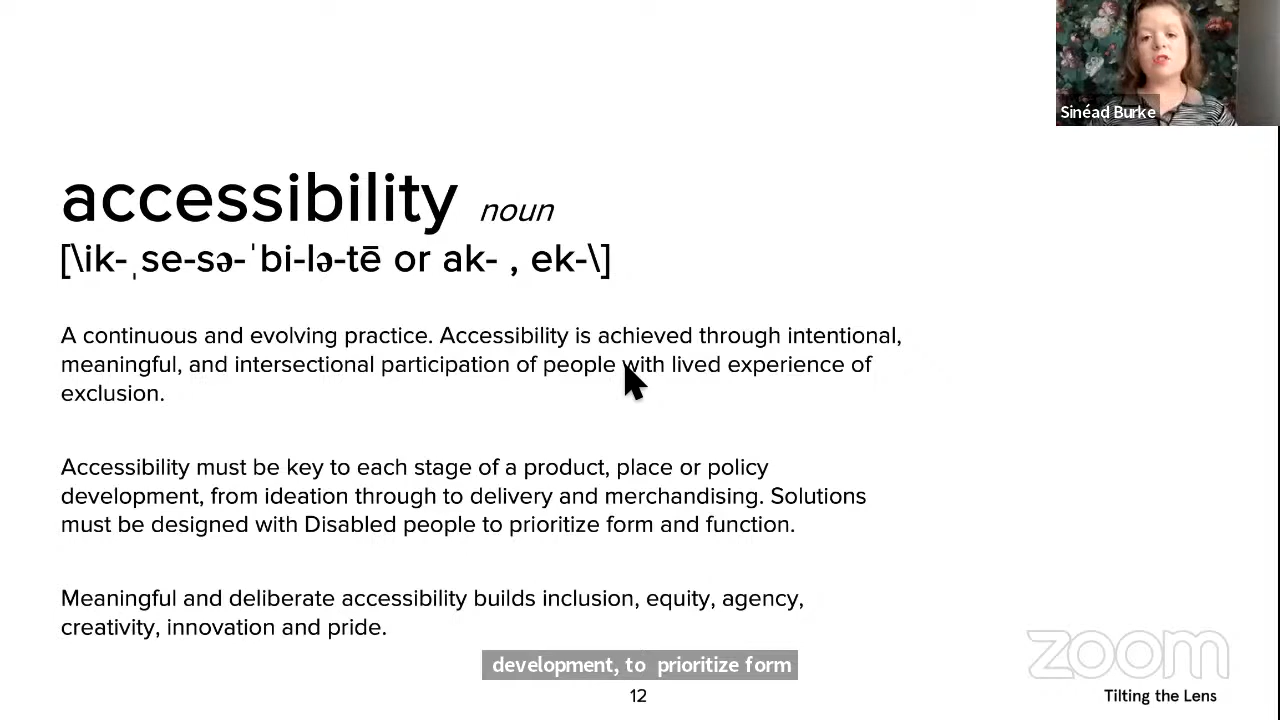 Sinéad Burke
accessibility noun
[\ik-ˌse-sə-ˈbi-lə-tē or ak- , ek-\]
A continuous and evolving practice. Accessibility is achieved through intentional,
meaningful, and intersectional participation of people with lived experience of
exclusion.
Accessibility must be key to each stage of a product, place or policy
development, from ideation through to delivery and merchandising. Solutions
must be designed with Disabled people to prioritize form and function.
Meaningful and deliberate accessibility builds inclusion, equity, agency,
creativity, innovation and pride.
development, to prioritize form
zoom
12
Tilting the Lens